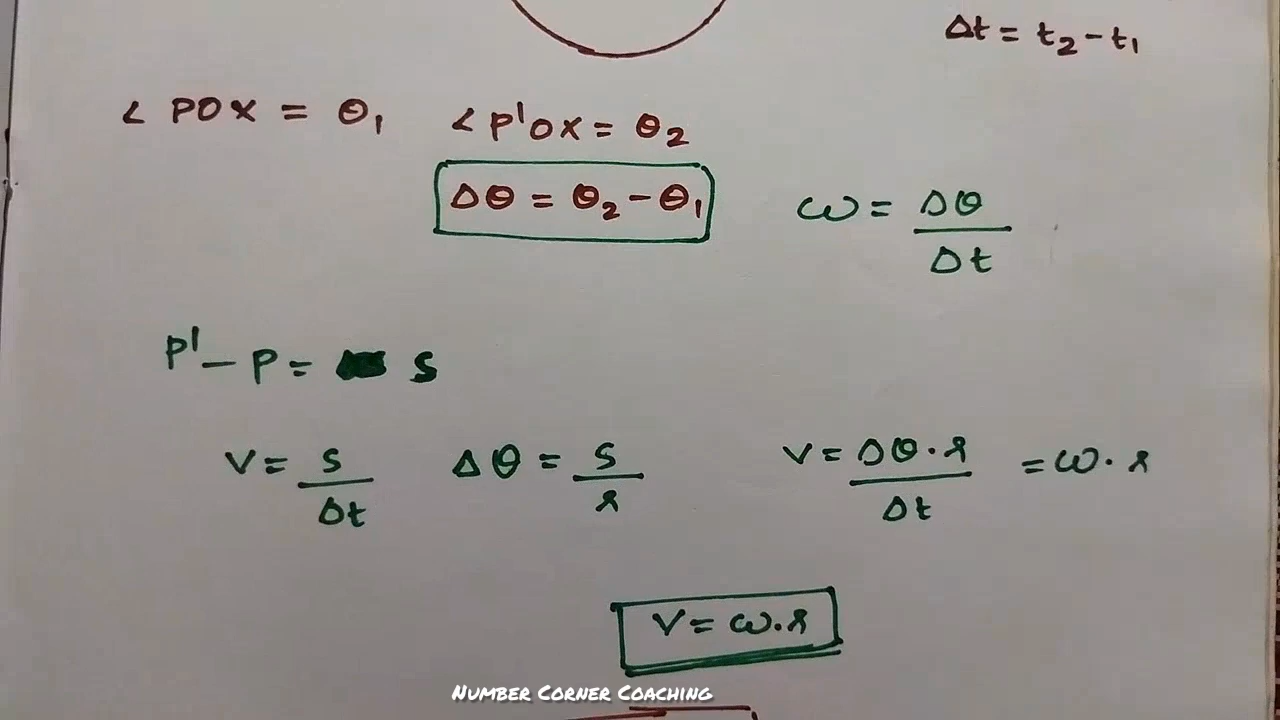 Δt = t₂ - t₁
∠ POX = θ₁ ∠ P'OX = θ₂
Δθ = θ₂ - θ₁
ω = Δθ / Δt
P' - P = s
v = s / Δt Δθ = s / r v = Δθ · r / Δt = ω · r
v = ω · r
Number Corner Coaching